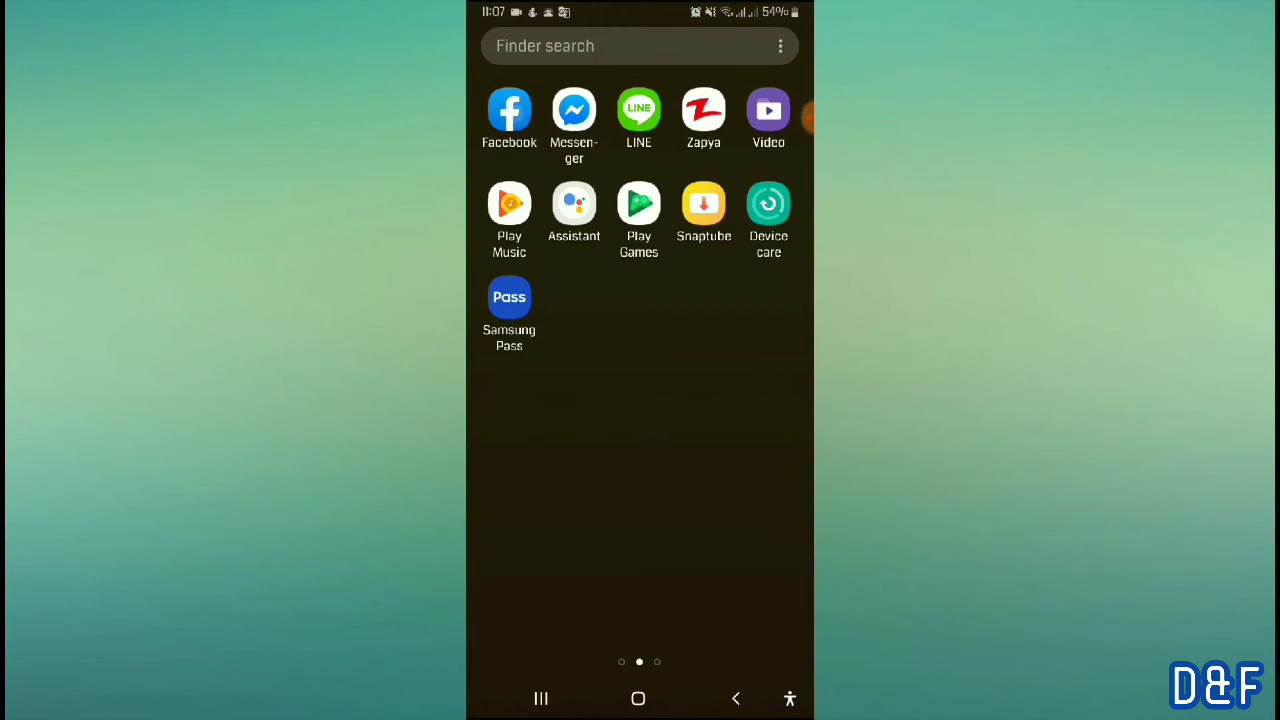 11:07 54%
Finder search
Facebook Messen-
ger LINE Zapya Video
Play
Music Assistant Play
Games Snaptube Device
care
Pass
Samsung
Pass
D&F